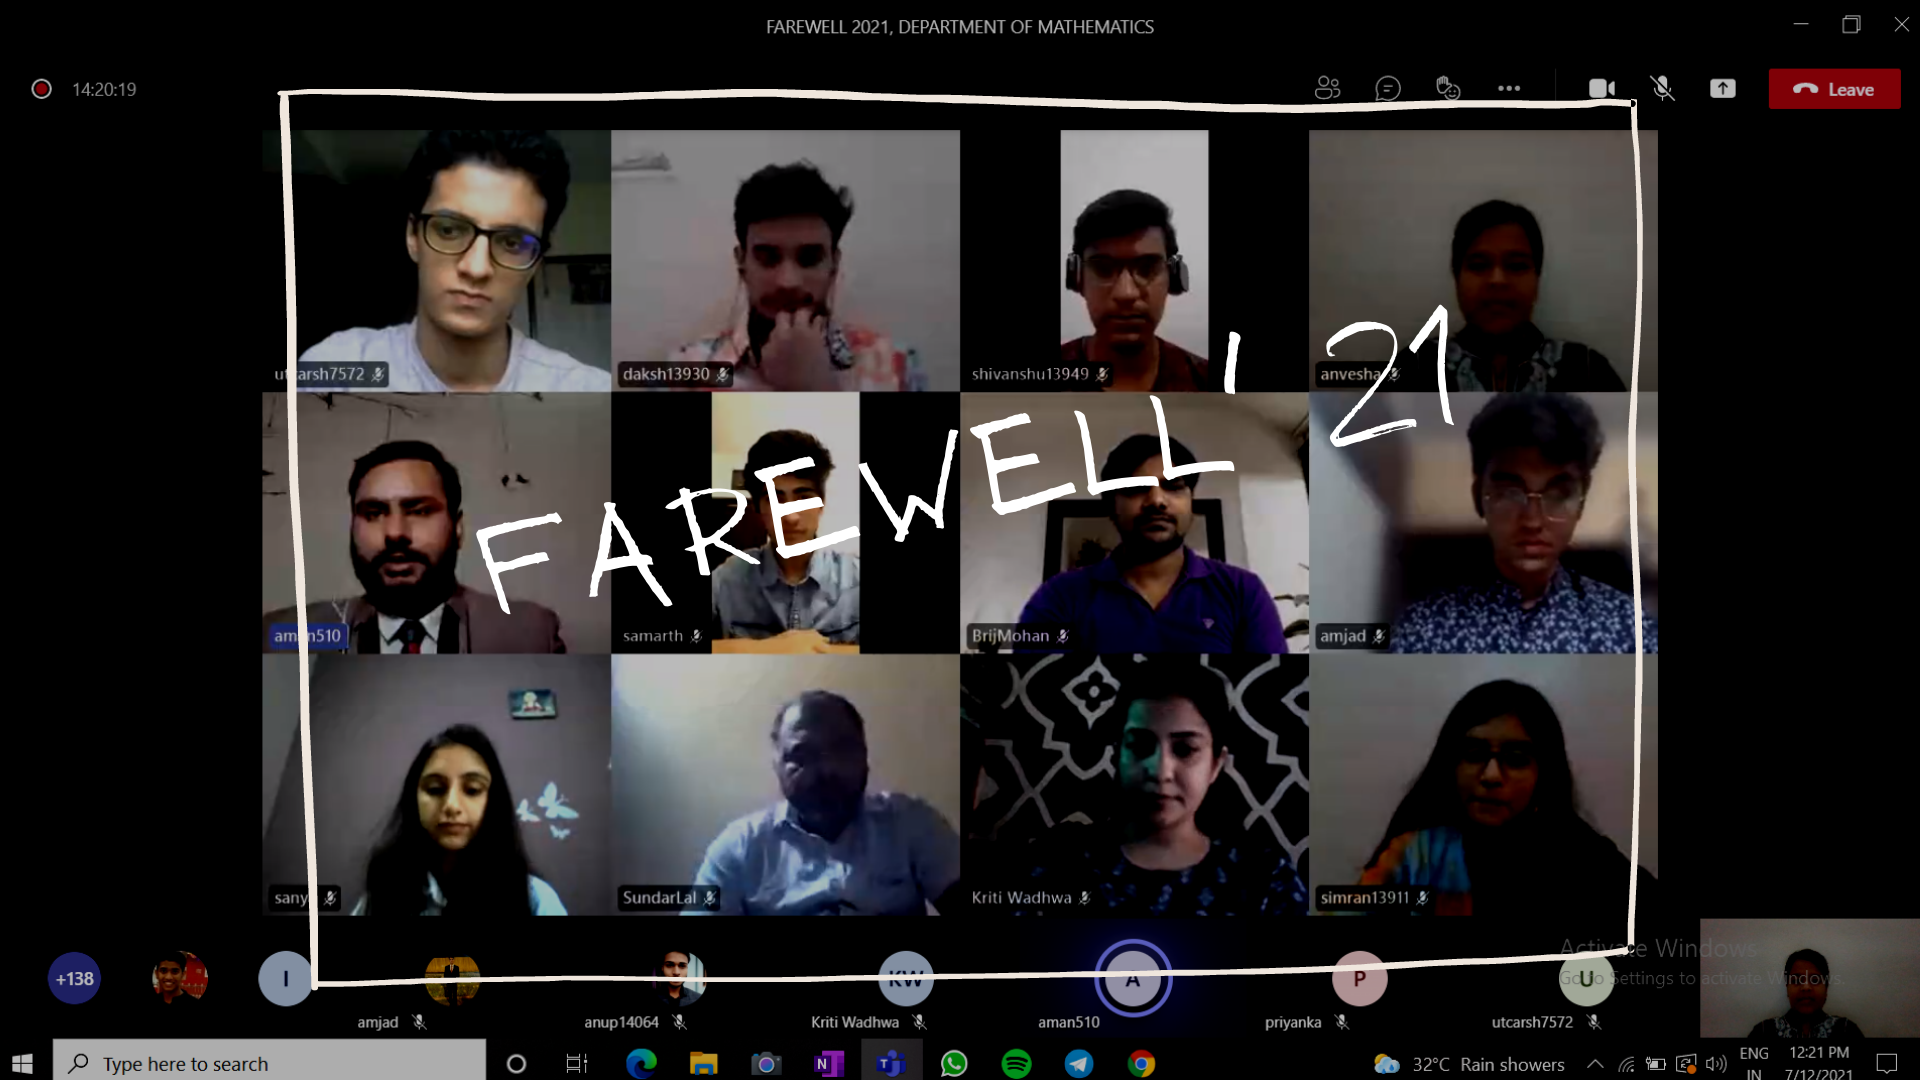 FAREWELL 2021, DEPARTMENT OF MATHEMATICS
14:20:19
Leave
utcarsh7572
daksh13930
shivanshu13949
anvesha
FAREWELL '21
aman510
samarth
BrijMohan
amjad
sany
SundarLal
Kriti Wadhwa
simran13911
Activate Windows
Go to Settings to activate Windows.
+138
I
KW
A
P
U
amjad
anup14064
Kriti Wadhwa
aman510
priyanka
utcarsh7572
Type here to search
32°C Rain showers
ENG
IN
12:21 PM
7/12/2021